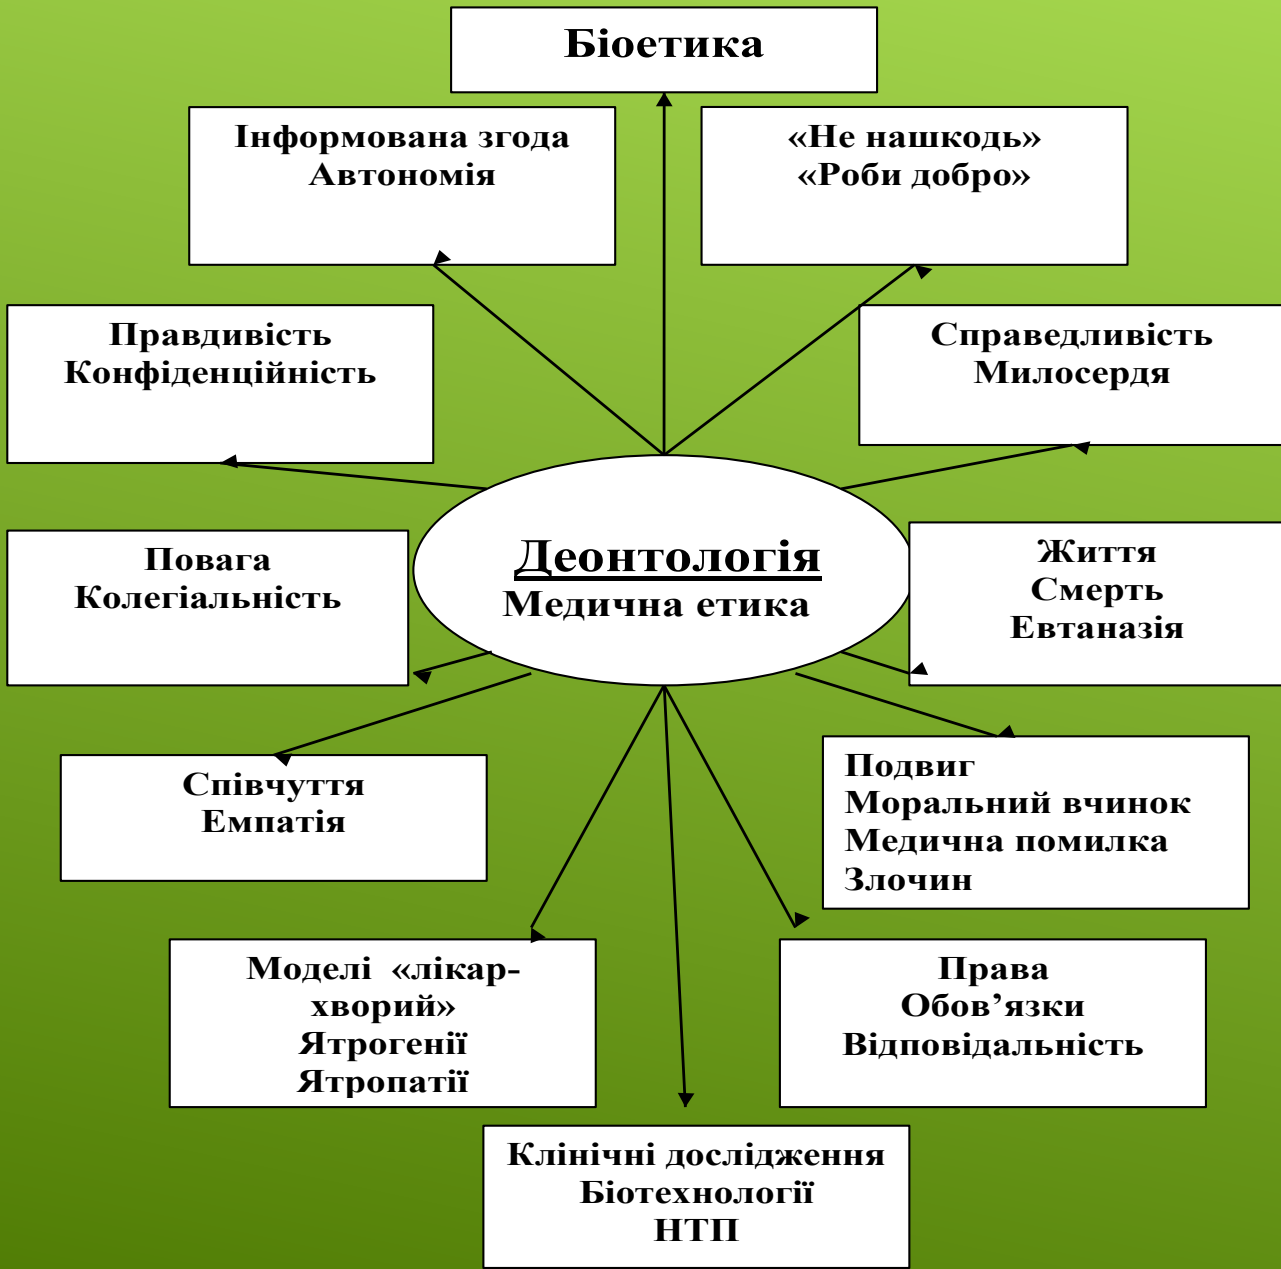 Біоетика
Інформована згода
Автономія
«Не нашкодь»
«Роби добро»
Правдивість
Конфіденційність
Справедливість
Милосердя
Деонтологія
Медична етика
Повага
Колегіальність
Життя
Смерть
Евтаназія
Співчуття
Емпатія
Подвиг
Моральний вчинок
Медична помилка
Злочин
Моделі «лікар-
хворий»
Ятрогенії
Ятропатії
Права
Обов’язки
Відповідальність
Клінічні дослідження
Біотехнології
НТП